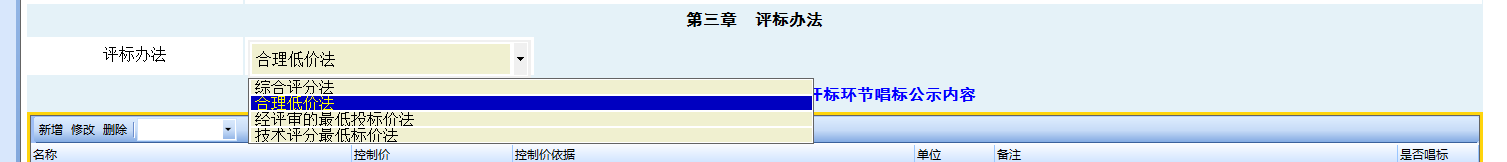 第三章 评标办法
评标办法
合理低价法
综合评分法
合理低价法
经评审的最低投标价法
技术评分最低标价法
开标环节唱标公示内容
新增 修改 删除
名称 控制价 控制价依据 单位 备注 是否唱标